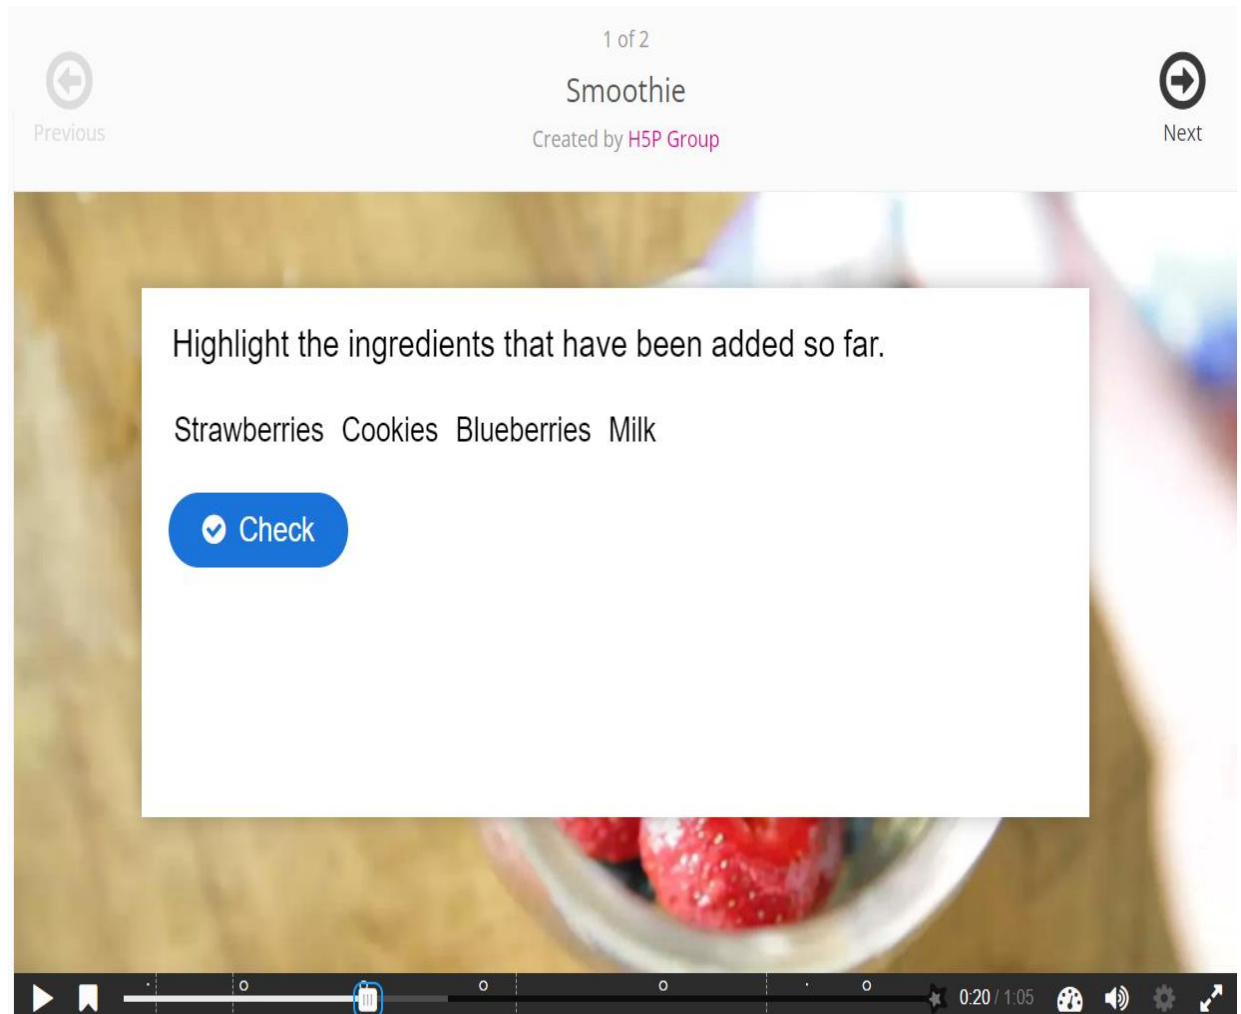 1 of 2
Smoothie
Previous
Created by H5P Group
Next
Highlight the ingredients that have been added so far.
Strawberries Cookies Blueberries Milk
Check
0:20 / 1:05